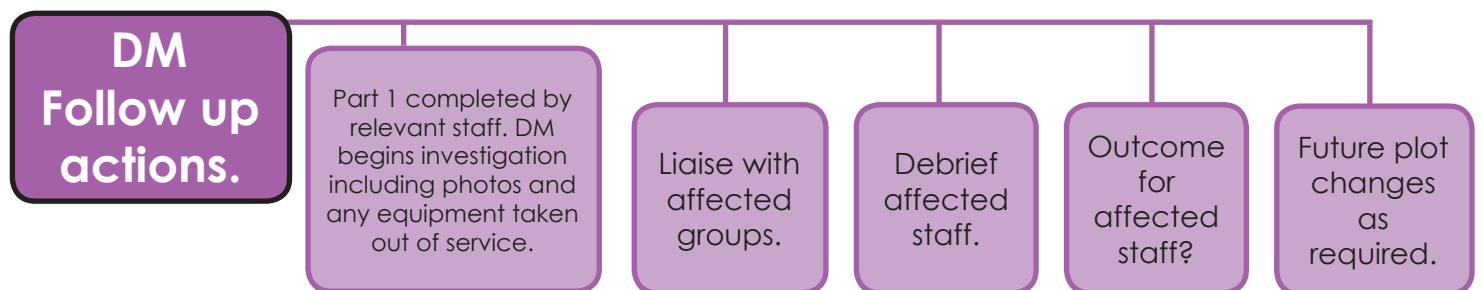 DM
Follow up
actions.
Part 1 completed by
relevant staff. DM
begins investigation
including photos and
any equipment taken
out of service.
Liaise with
affected
groups.
Debrief
affected
staff.
Outcome
for
affected
staff?
Future plot
changes
as
required.